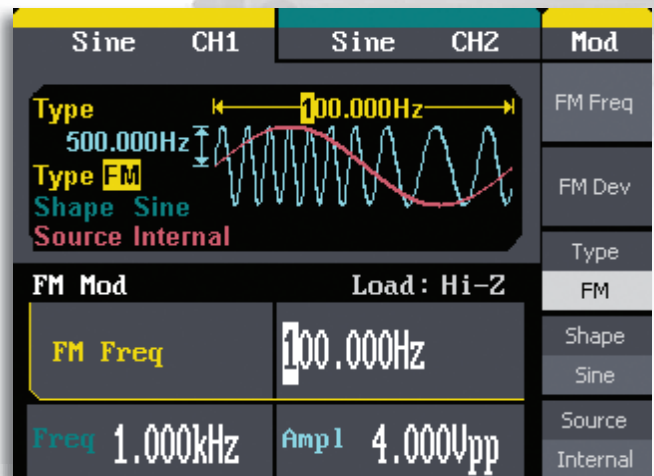 Sine CH1 Sine CH2 Mod
Type 100.000Hz
500.000Hz
Type FM
Shape Sine
Source Internal
FM Mod Load: Hi-Z
FM Freq 100.000Hz
Freq 1.000kHz Ampl 4.000Vpp
FM Freq
FM Dev
Type
FM
Shape
Sine
Source
Internal